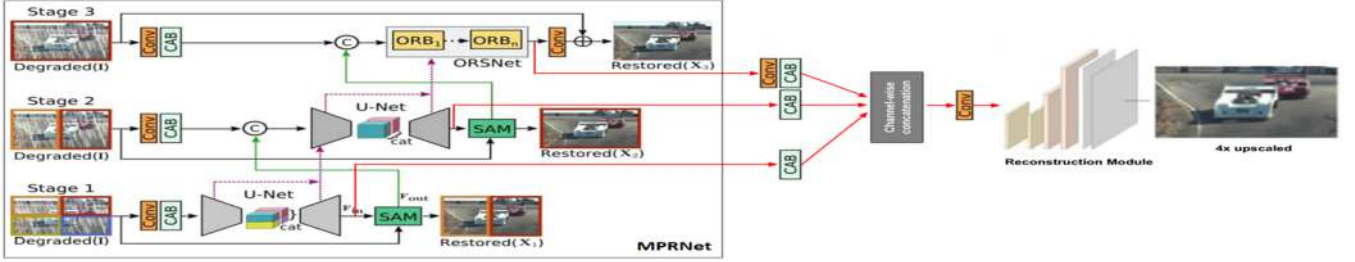 Stage 3
Conv
CAB
C
ORB₁
ORBₙ
ORSNet
Conv
Degraded(I)
Restored(X₃)
Conv
CAB
Stage 2
U-Net
Conv
CAB
C
cat
SAM
CAB
Channel-wise
concatenation
Conv
Degraded(I)
Restored(X₂)
Reconstruction Module
4x upscaled
Stage 1
U-Net
F_out
CAB
Conv
CAB
F_in
SAM
cat
Degraded(I)
Restored(X₁)
MPRNet